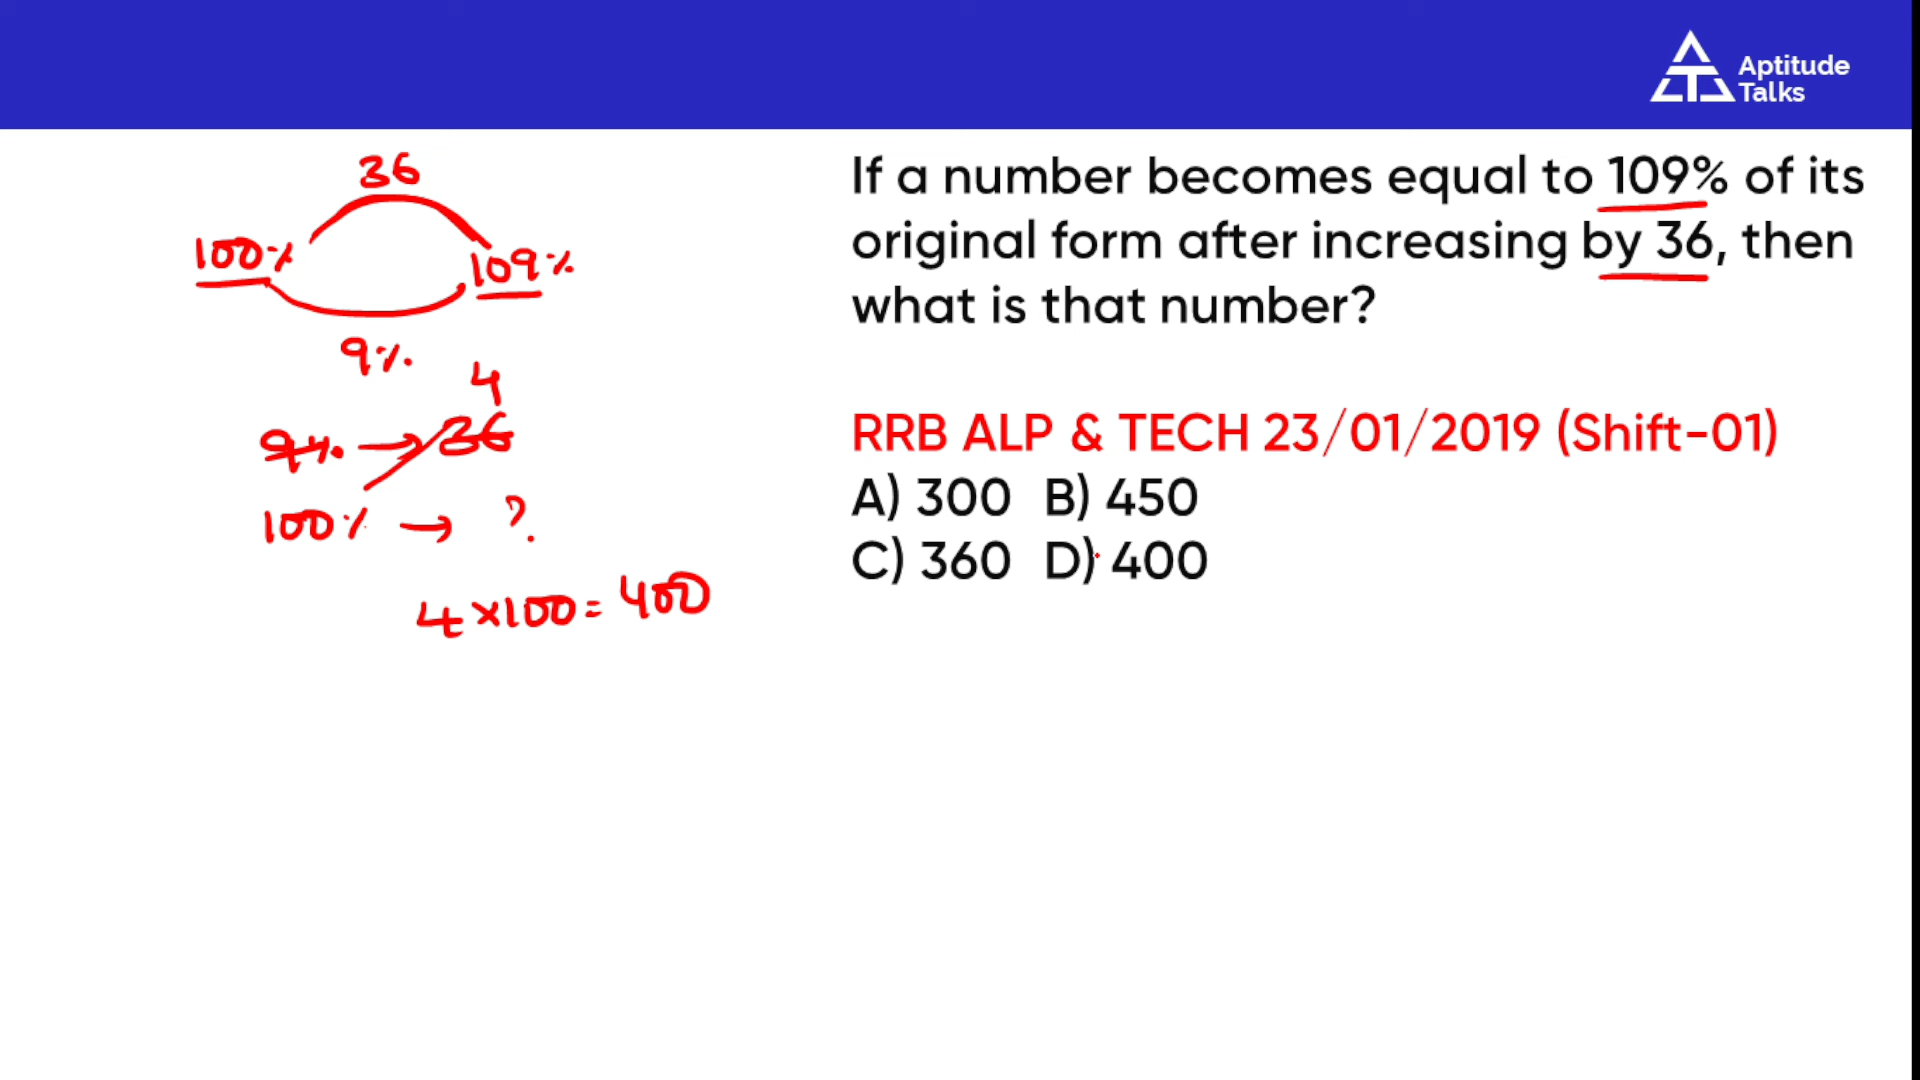 Aptitude
Talks
If a number becomes equal to 109% of its
original form after increasing by 36, then
what is that number?
RRB ALP & TECH 23/01/2019 (Shift-01)
A) 300 B) 450
C) 360 D) 400
36
100% 109%
9%
4
9% → 36
100% → ?
4 × 100 = 400